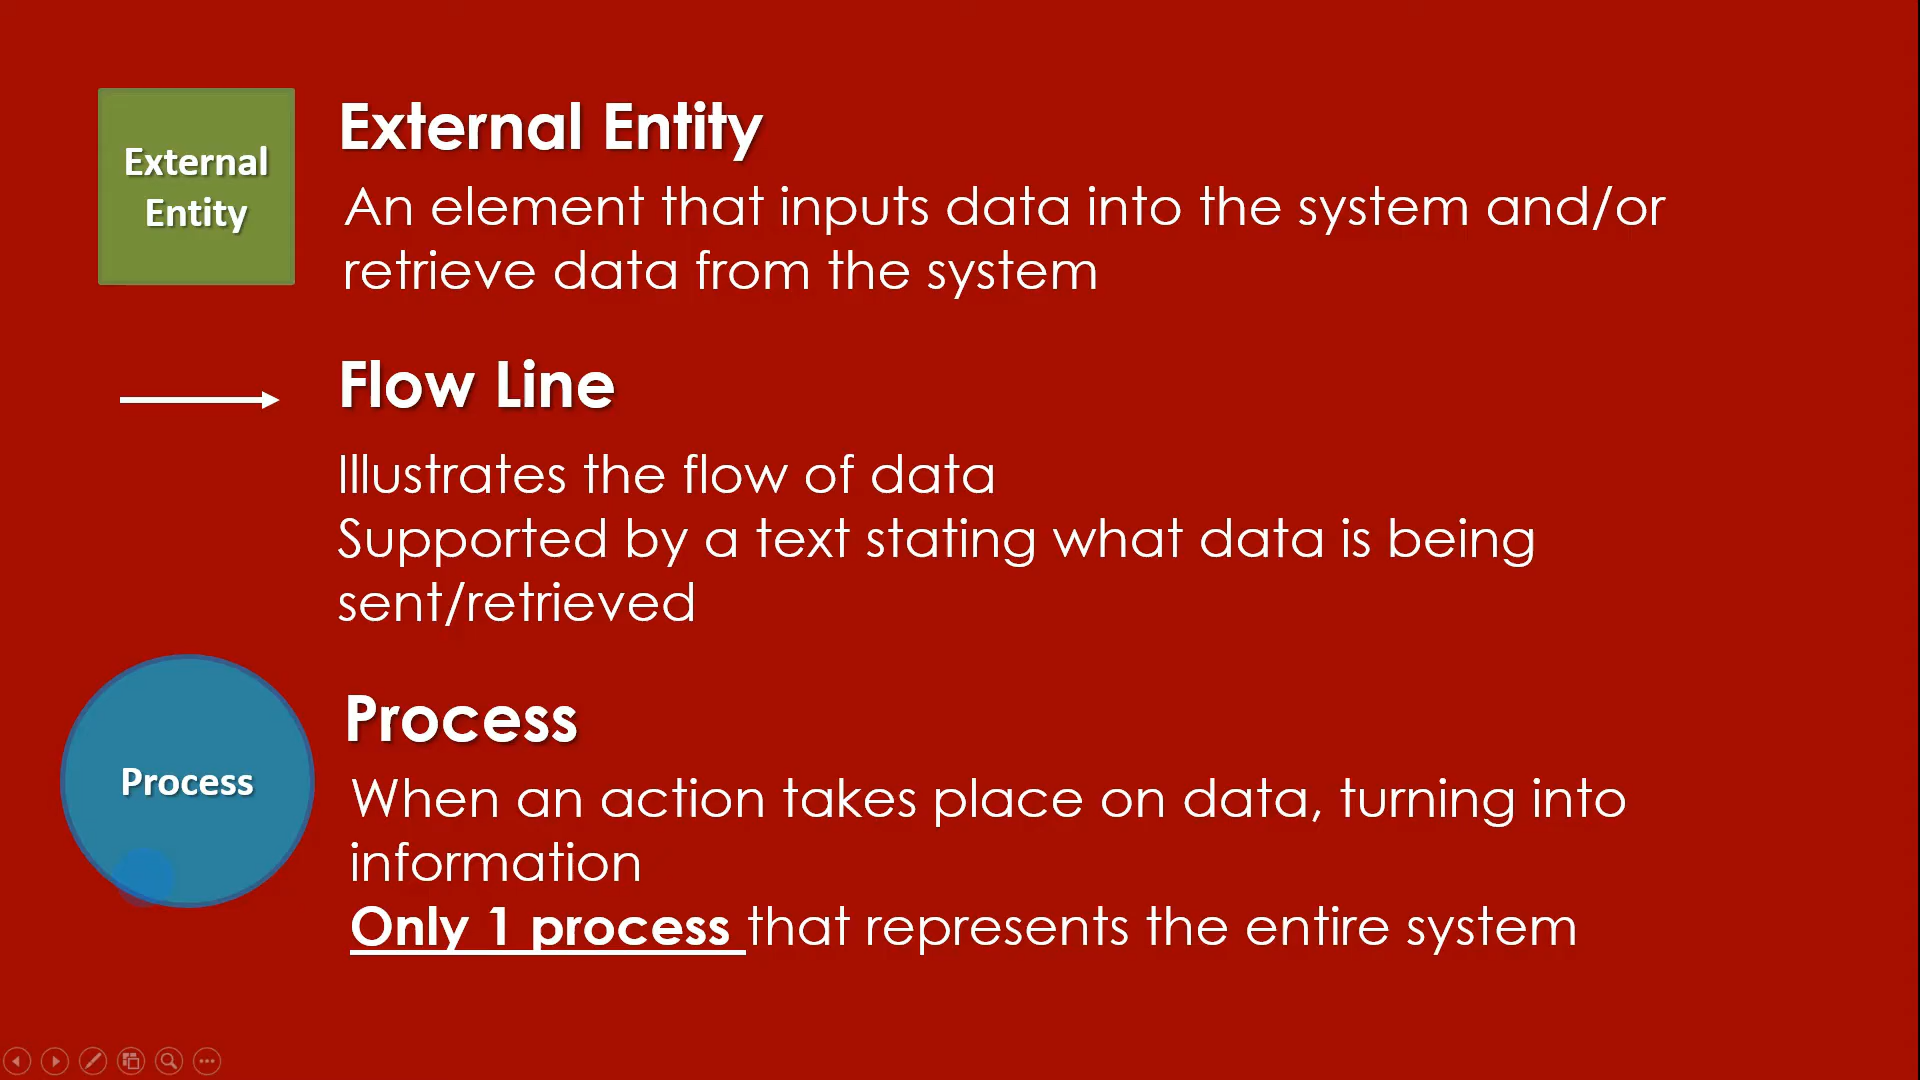 External
Entity
External Entity
An element that inputs data into the system and/or
retrieve data from the system
Flow Line
Illustrates the flow of data
Supported by a text stating what data is being
sent/retrieved
Process
Process
When an action takes place on data, turning into
information
Only 1 process that represents the entire system